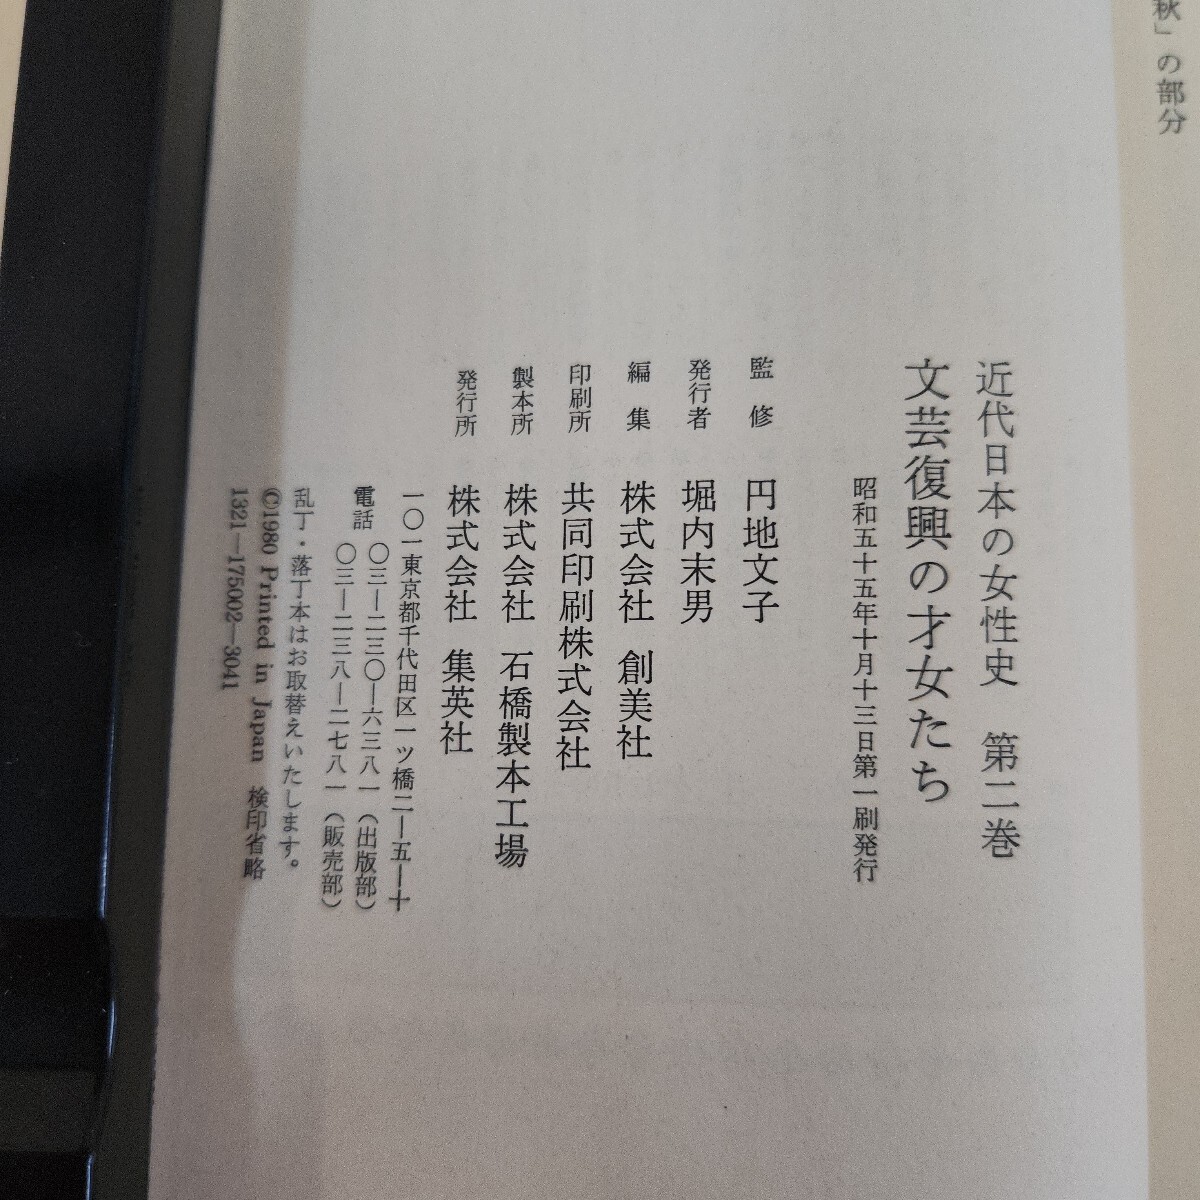 秋」の部分
近代日本の女性史　第二巻
文芸復興の才女たち
昭和五十五年十月十三日第一刷発行
監修　円地文子
発行者　堀内末男
編集　株式会社　創美社
印刷所　共同印刷株式会社
製本所　株式会社　石橋製本工場
発行所　株式会社　集英社
一〇一東京都千代田区一ツ橋二―五―十
電話　〇三―二三〇―六三八一（出版部）
〇三―二三八―二七八一（販売部）
乱丁・落丁本はお取替えいたします。
©1980 Printed in Japan　検印省略
1321―175002―3041